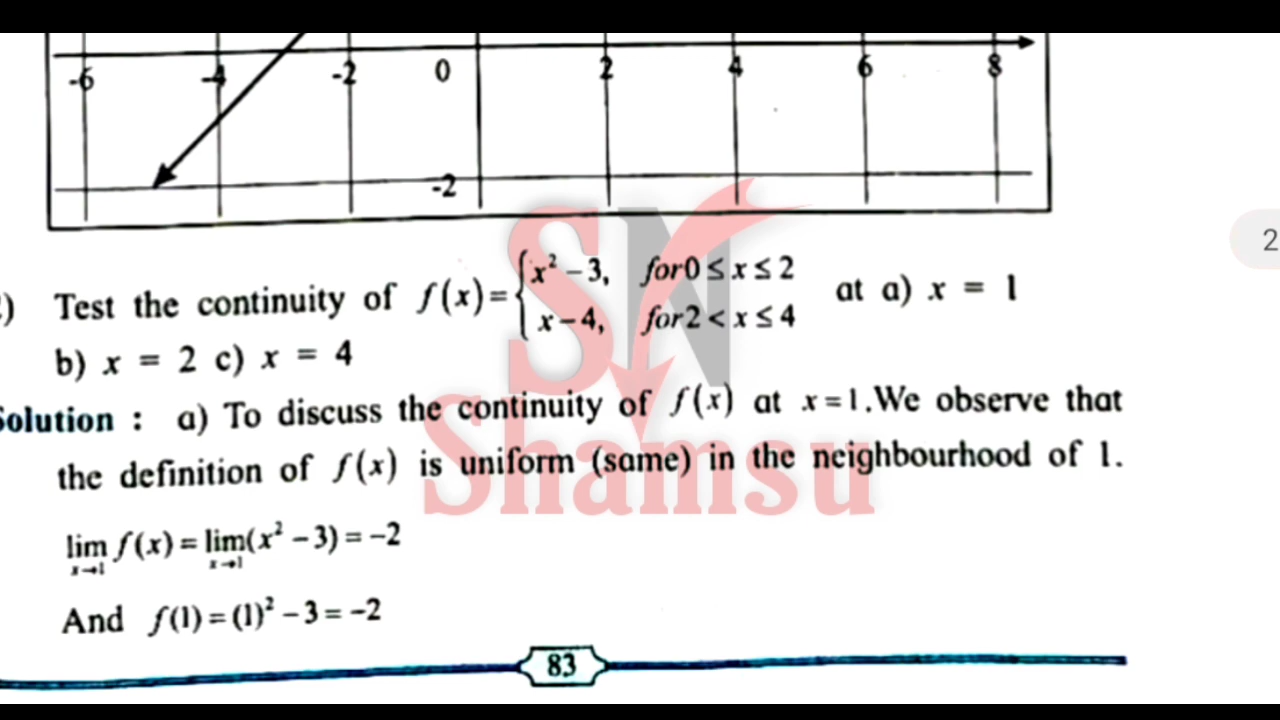 -6 -4 -2 0 2 4 6 8
-2
) Test the continuity of f(x)= { x² – 3, for 0 ≤ x ≤ 2 at a) x = 1
x – 4, for 2 < x ≤ 4
b) x = 2 c) x = 4
Solution : a) To discuss the continuity of f(x) at x = 1. We observe that
the definition of f(x) is uniform (same) in the neighbourhood of 1.
lim f(x) = lim (x² – 3) = –2
x→1 x→1
And f(1) = (1)² – 3 = –2
83
SN
Shamsu
2